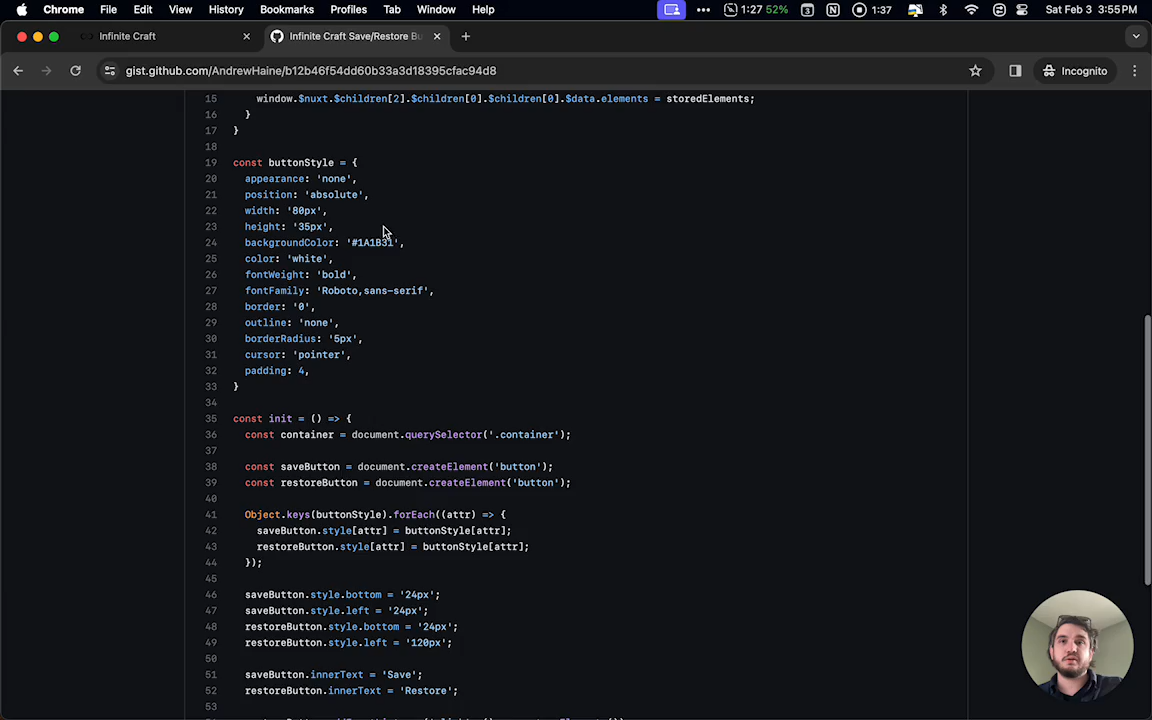 Chrome File Edit View History Bookmarks Profiles Tab Window Help 1:27 52% 3 1:37 Sat Feb 3 3:55 PM
Infinite Craft
Infinite Craft Save/Restore Bu
gist.github.com/AndrewHaine/b12b46f54dd60b33a3d18395cfac94d8
Incognito
15 window.$nuxt.$children[2].$children[0].$children[0].$data.elements = storedElements;
16 }
17 }
18
19 const buttonStyle = {
20 appearance: 'none',
21 position: 'absolute',
22 width: '80px',
23 height: '35px',
24 backgroundColor: '#1A1B31',
25 color: 'white',
26 fontWeight: 'bold',
27 fontFamily: 'Roboto,sans-serif',
28 border: '0',
29 outline: 'none',
30 borderRadius: '5px',
31 cursor: 'pointer',
32 padding: 4,
33 }
34
35 const init = () => {
36 const container = document.querySelector('.container');
37
38 const saveButton = document.createElement('button');
39 const restoreButton = document.createElement('button');
40
41 Object.keys(buttonStyle).forEach((attr) => {
42 saveButton.style[attr] = buttonStyle[attr];
43 restoreButton.style[attr] = buttonStyle[attr];
44 });
45
46 saveButton.style.bottom = '24px';
47 saveButton.style.left = '24px';
48 restoreButton.style.bottom = '24px';
49 restoreButton.style.left = '120px';
50
51 saveButton.innerText = 'Save';
52 restoreButton.innerText = 'Restore';
53